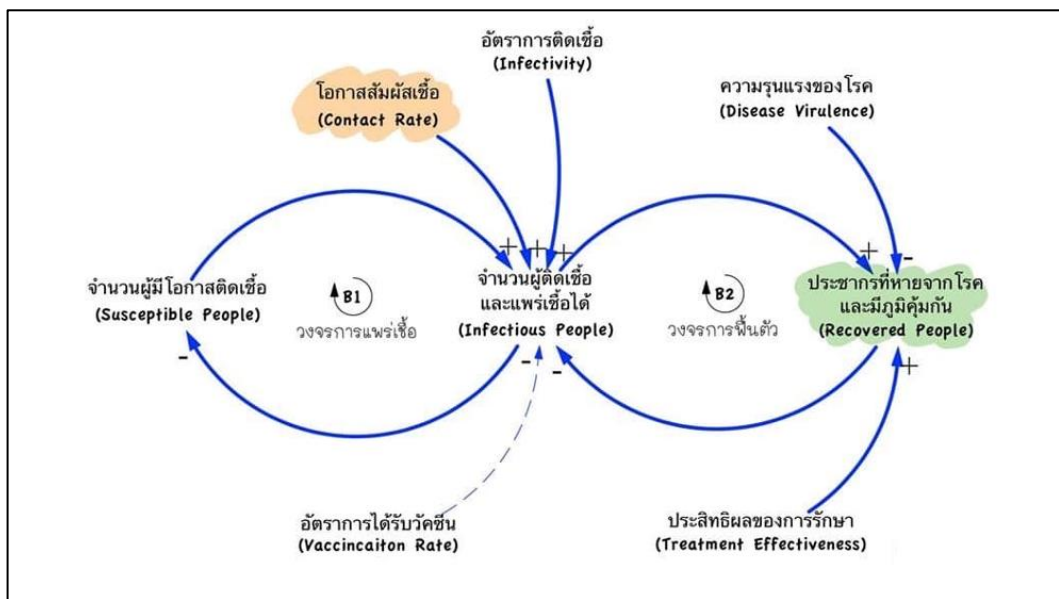 อัตราการติดเชื้อ
(Infectivity)
โอกาสสัมผัสเชื้อ
(Contact Rate)
ความรุนแรงของโรค
(Disease Virulence)
+
+
+
+
-
จำนวนผู้มีโอกาสติดเชื้อ
(Susceptible People)
B1
วงจรการแพร่เชื้อ
จำนวนผู้ติดเชื้อ
และแพร่เชื้อได้
(Infectious People)
B2
วงจรการฟื้นตัว
ประชากรที่หายจากโรค
และมีภูมิคุ้มกัน
(Recovered People)
-
-
-
+
อัตราการได้รับวัคซีน
(Vaccincaiton Rate)
ประสิทธิผลของการรักษา
(Treatment Effectiveness)